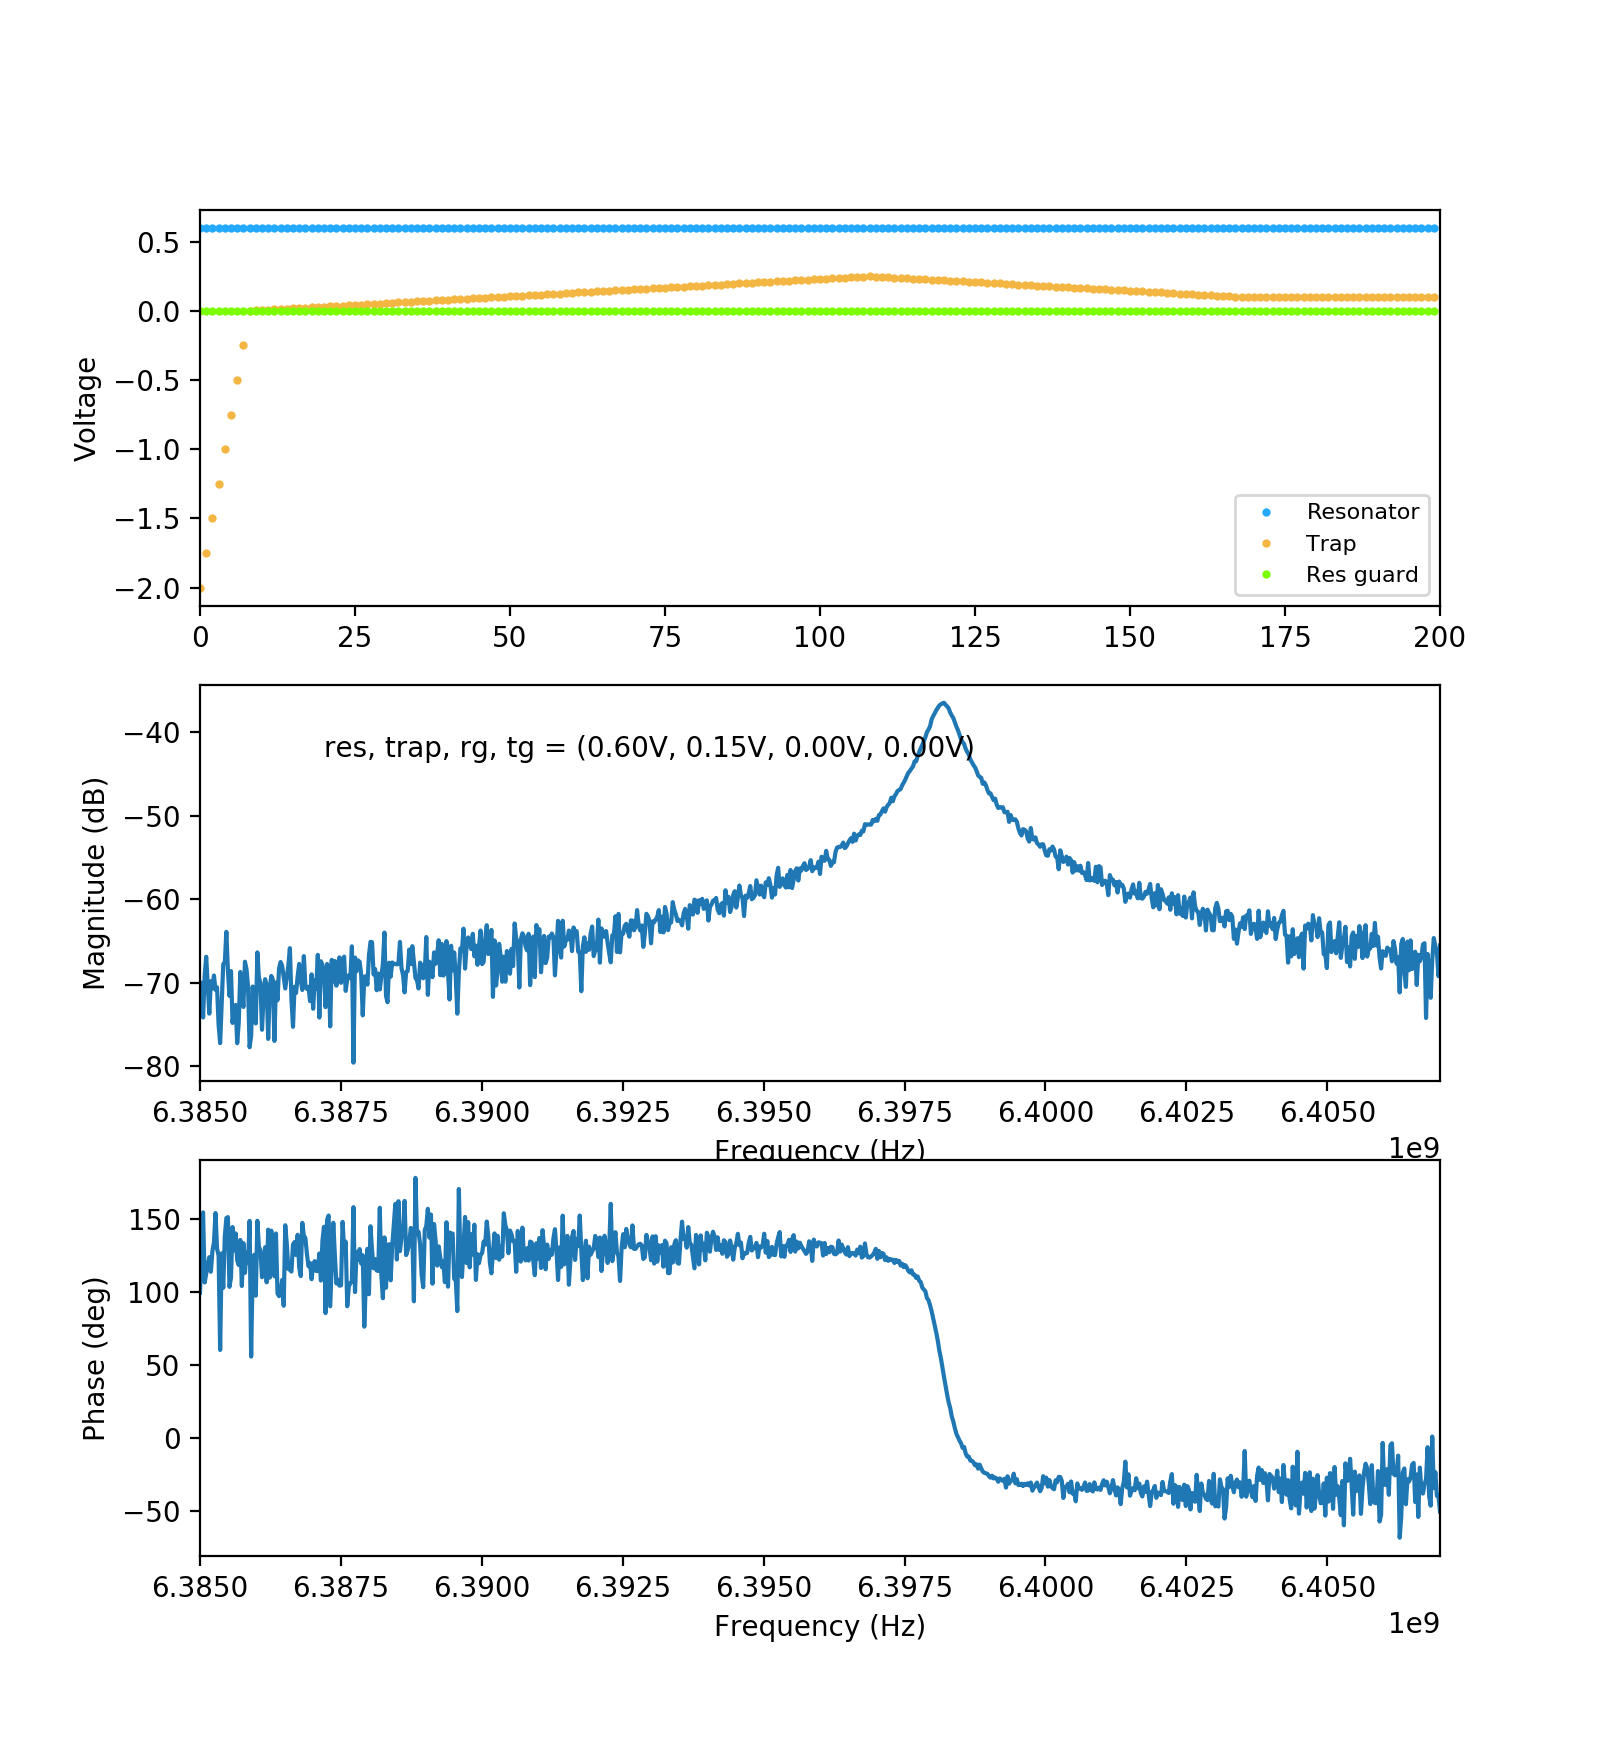 0.5
0.0
−0.5
−1.0
−1.5
−2.0
Voltage
Resonator
Trap
Res guard
0 25 50 75 100 125 150 175 200
−40
−50
−60
−70
−80
Magnitude (dB)
res, trap, rg, tg = (0.60V, 0.15V, 0.00V, 0.00V)
6.3850 6.3875 6.3900 6.3925 6.3950 6.3975 6.4000 6.4025 6.4050
1e9
Frequency (Hz)
150
100
50
0
−50
Phase (deg)
6.3850 6.3875 6.3900 6.3925 6.3950 6.3975 6.4000 6.4025 6.4050
1e9
Frequency (Hz)